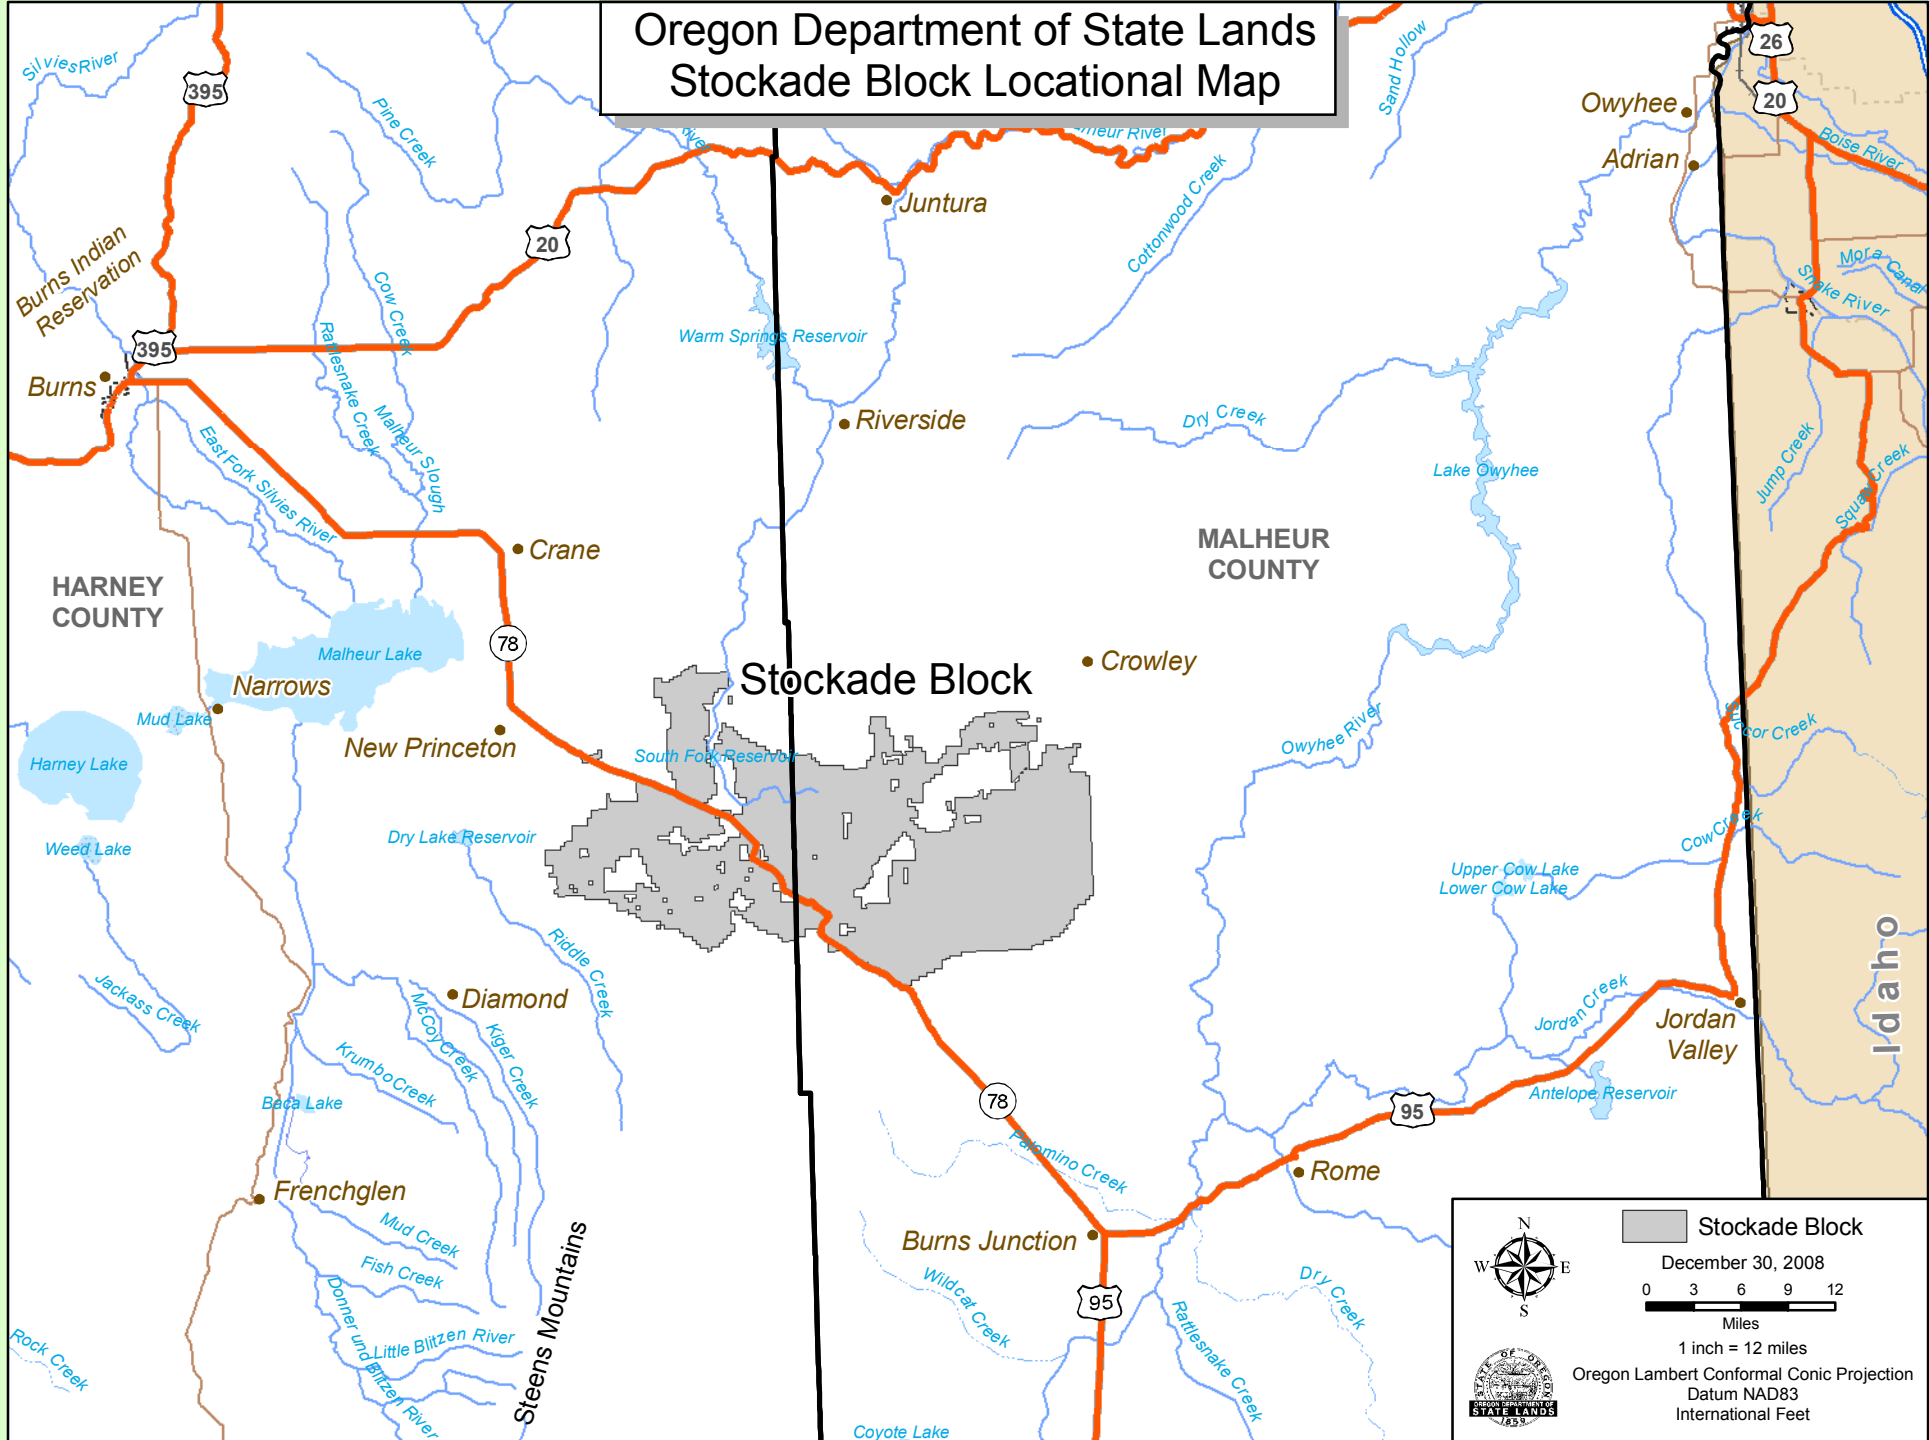 Oregon Department of State Lands
Stockade Block Locational Map
Silvies River
395
Pine Creek
River
Malheur River
Sand Hollow
26
20
Owyhee
Adrian
Boise River
Cottonwood Creek
Juntura
20
Burns Indian
Reservation
Cow Creek
Mora Canal
Snake River
395
Rattlesnake Creek
Warm Springs Reservoir
Burns
Malheur Slough
Riverside
Dry Creek
East Fork Silvies River
Lake Owyhee
Jump Creek
Squaw Creek
Crane
MALHEUR
COUNTY
HARNEY
COUNTY
78
Malheur Lake
Crowley
Stockade Block
Narrows
Mud Lake
New Princeton
South Fork Reservoir
Owyhee River
Succor Creek
Harney Lake
Dry Lake Reservoir
Weed Lake
Cow Creek
Upper Cow Lake
Lower Cow Lake
Idaho
Riddle Creek
Jackass Creek
Diamond
McCoy Creek
Kiger Creek
Jordan Creek
Jordan
Valley
Krumbo Creek
Baca Lake
78
95
Antelope Reservoir
Palomino Creek
Rome
Frenchglen
Mud Creek
Fish Creek
Steens Mountains
Burns Junction
Wildcat Creek
95
Dry Creek
Rattlesnake Creek
Donner und Blitzen River
Little Blitzen River
Rock Creek
Coyote Lake
N
W
E
S
Stockade Block
December 30, 2008
0 3 6 9 12
Miles
1 inch = 12 miles
Oregon Lambert Conformal Conic Projection
Datum NAD83
International Feet
STATE OF OREGON
OREGON DEPARTMENT OF
STATE LANDS
1859